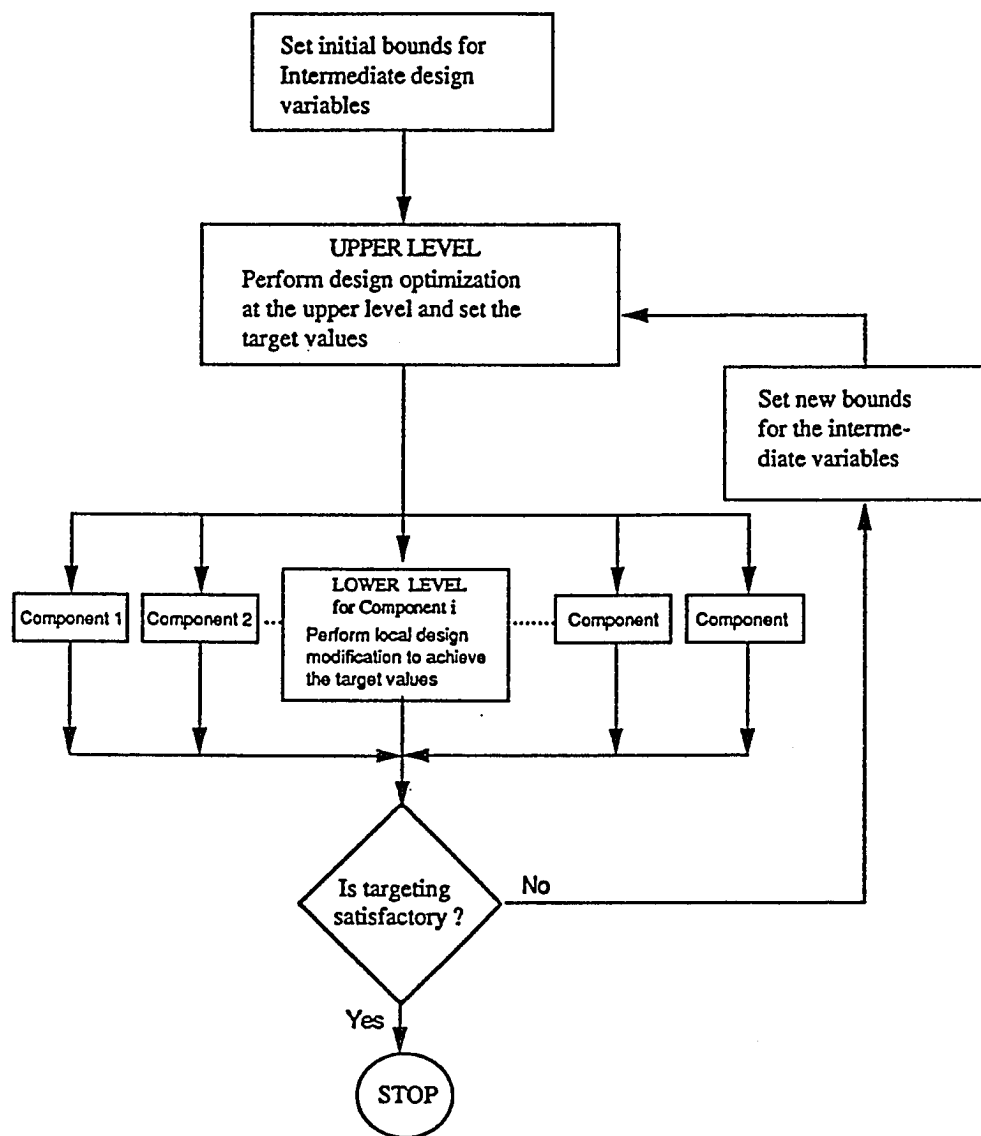 Set initial bounds for
Intermediate design
variables
UPPER LEVEL
Perform design optimization
at the upper level and set the
target values
Set new bounds
for the interme-
diate variables
Component 1
Component 2
LOWER LEVEL
for Component i
Perform local design
modification to achieve
the target values
Component
Component
Is targeting
satisfactory ?
No
Yes
STOP